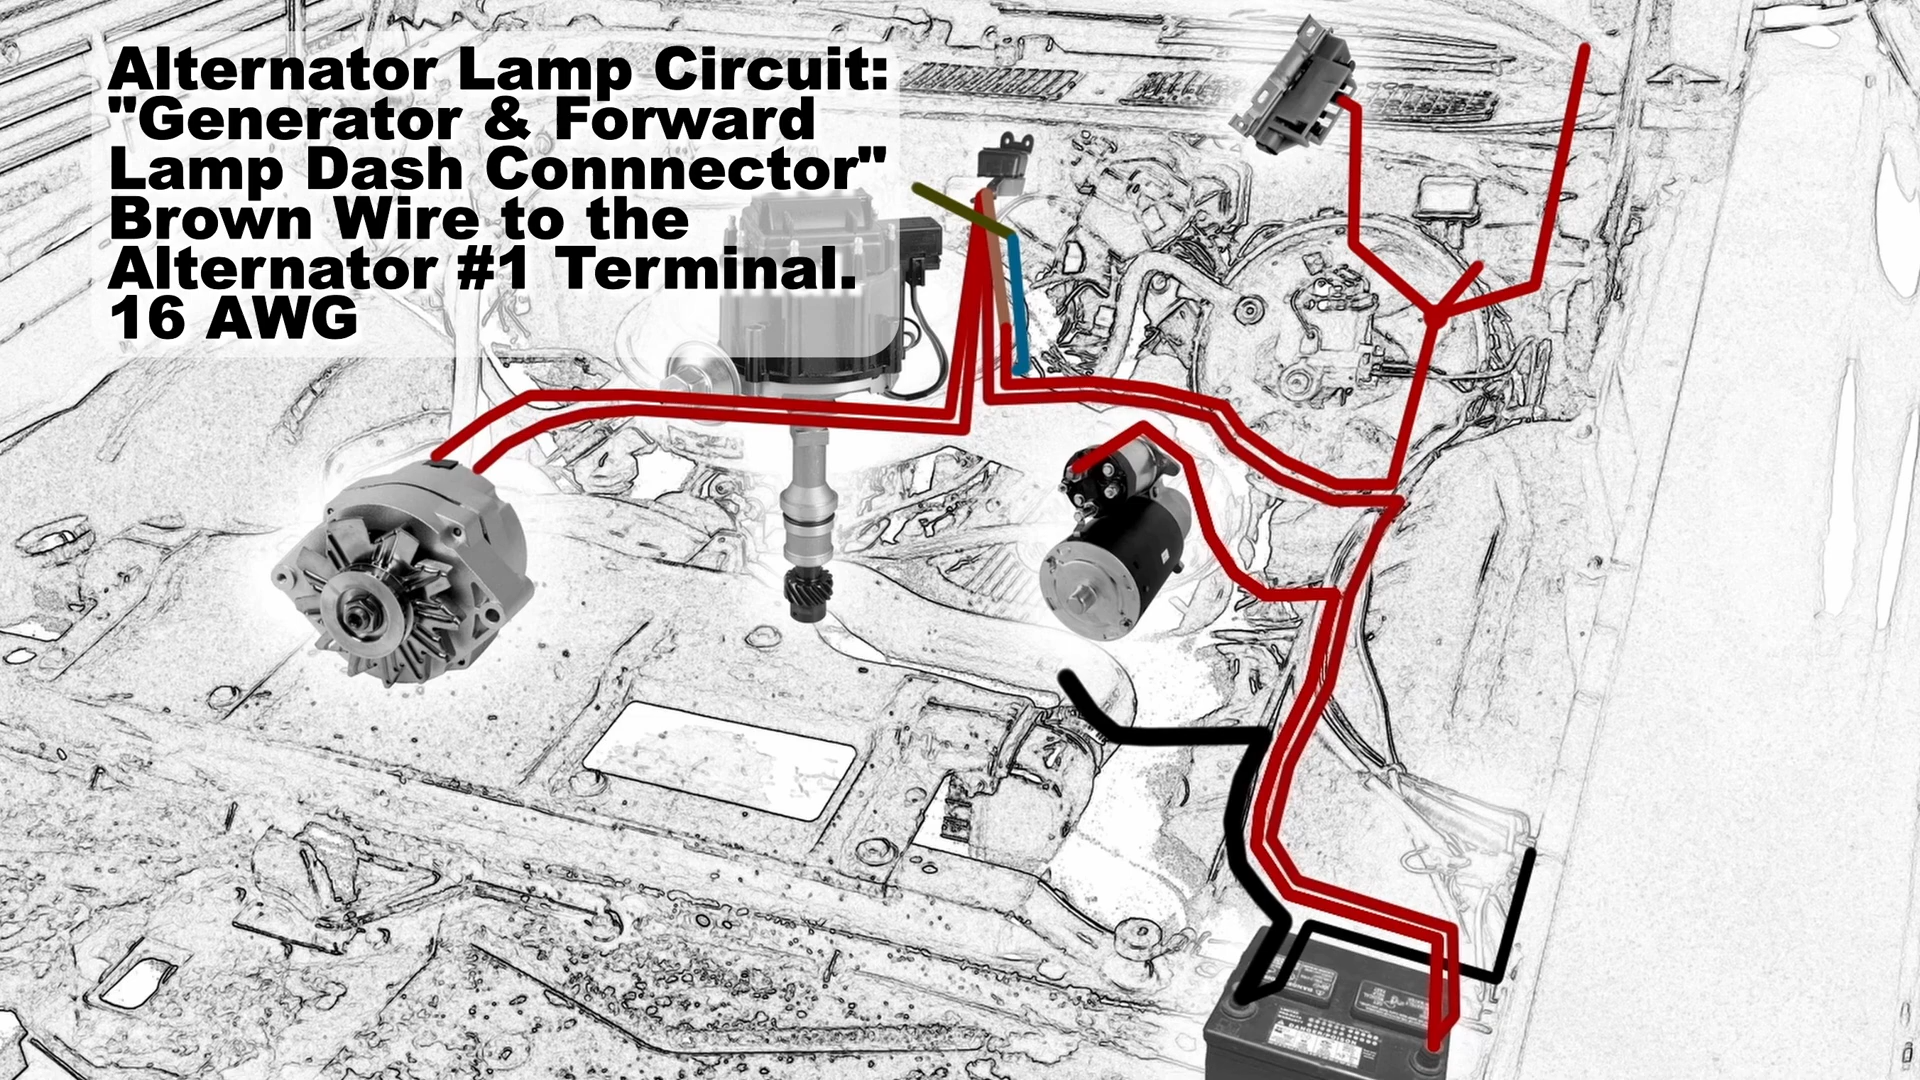 Alternator Lamp Circuit:
"Generator & Forward
Lamp Dash Connnector"
Brown Wire to the
Alternator #1 Terminal.
16 AWG